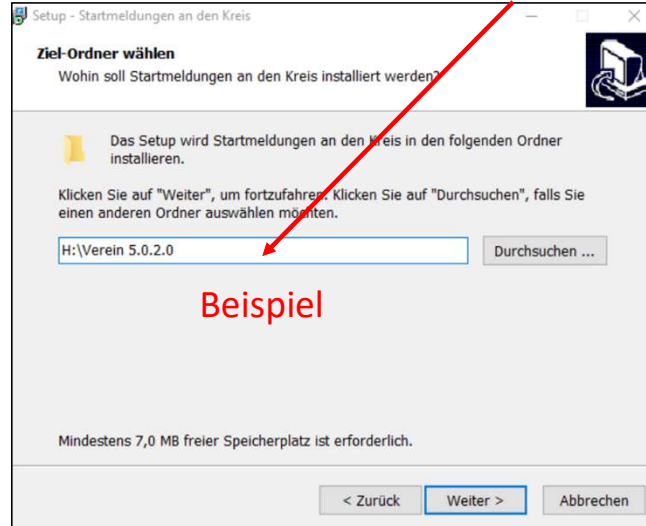 Setup - Startmeldungen an den Kreis
Ziel-Ordner wählen
Wohin soll Startmeldungen an den Kreis installiert werden?
Das Setup wird Startmeldungen an den Kreis in den folgenden Ordner
installieren.
Klicken Sie auf "Weiter", um fortzufahren. Klicken Sie auf "Durchsuchen", falls Sie
einen anderen Ordner auswählen möchten.
H:\Verein 5.0.2.0
Durchsuchen ...
Beispiel
Mindestens 7,0 MB freier Speicherplatz ist erforderlich.
< Zurück
Weiter >
Abbrechen